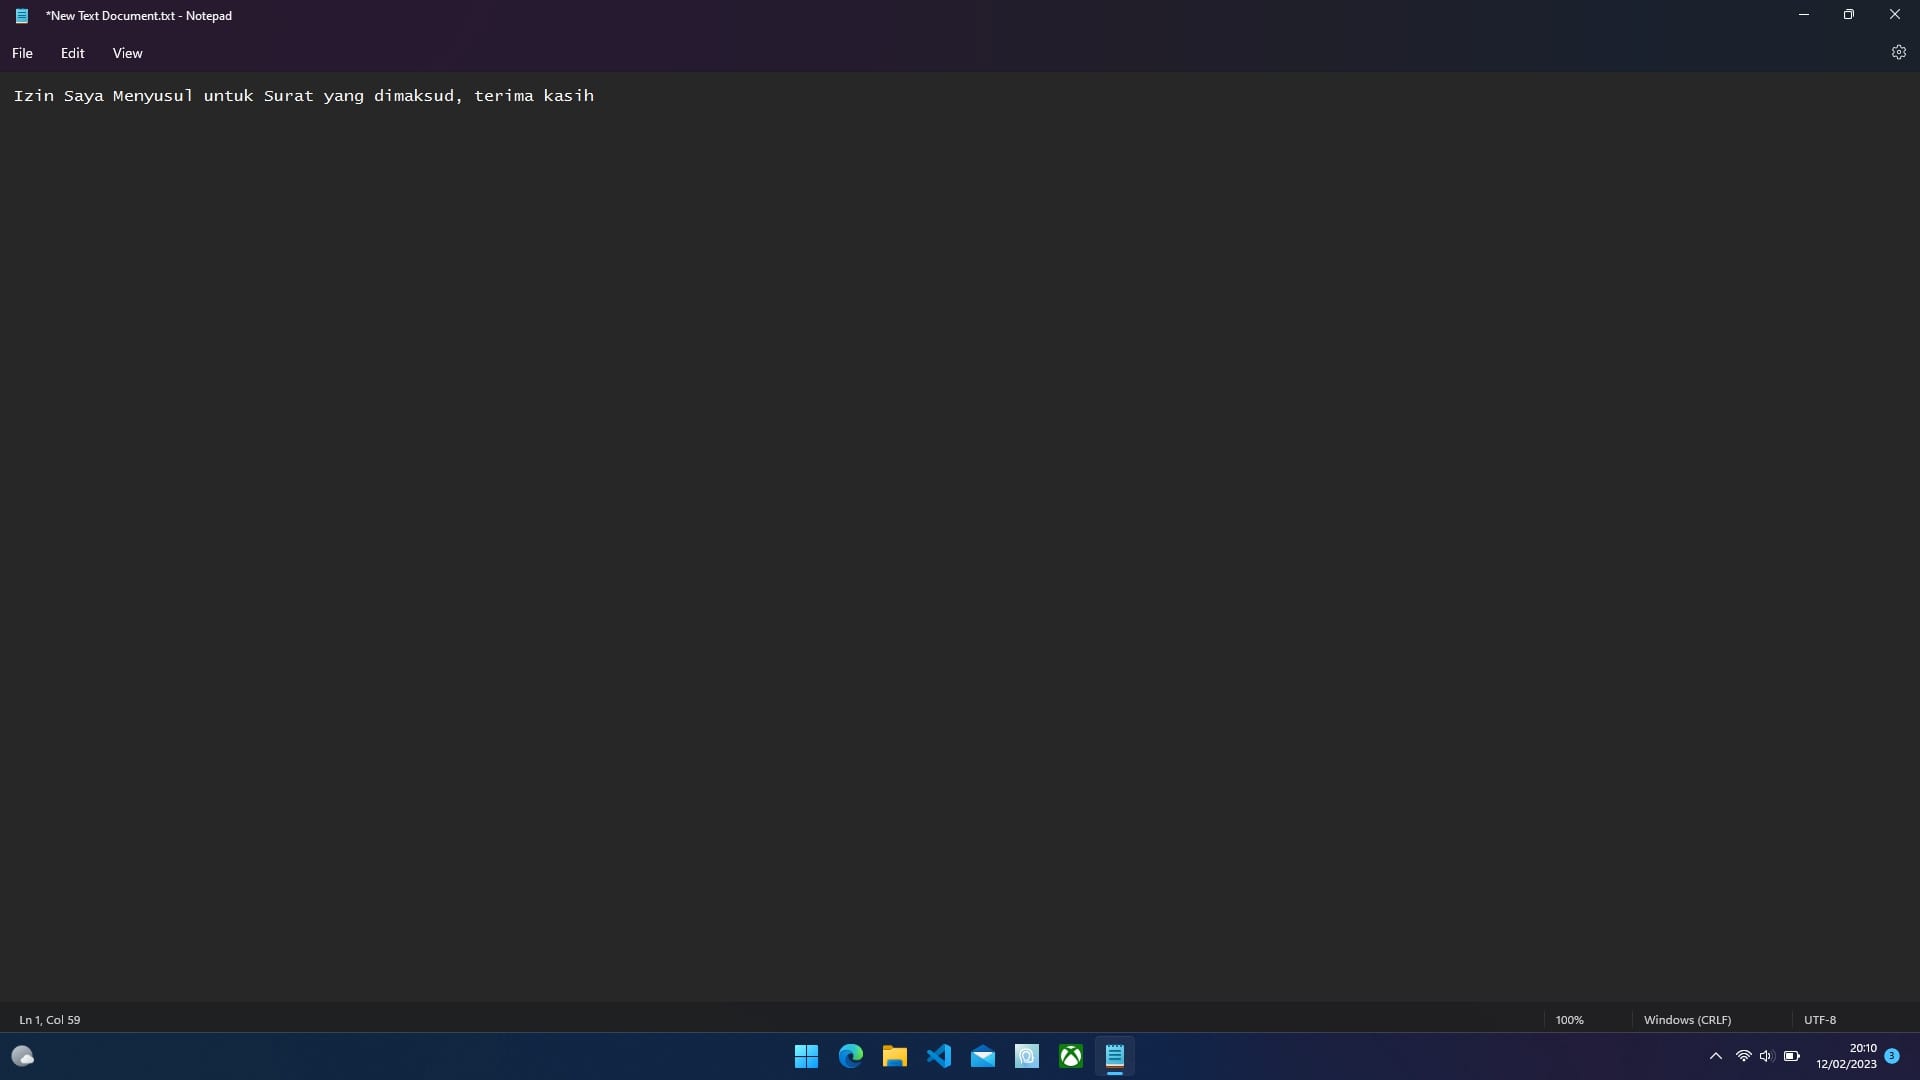 *New Text Document.txt - Notepad
File Edit View
Izin Saya Menyusul untuk Surat yang dimaksud, terima kasih
Ln 1, Col 59 100% Windows (CRLF) UTF-8
20:10
12/02/2023 3